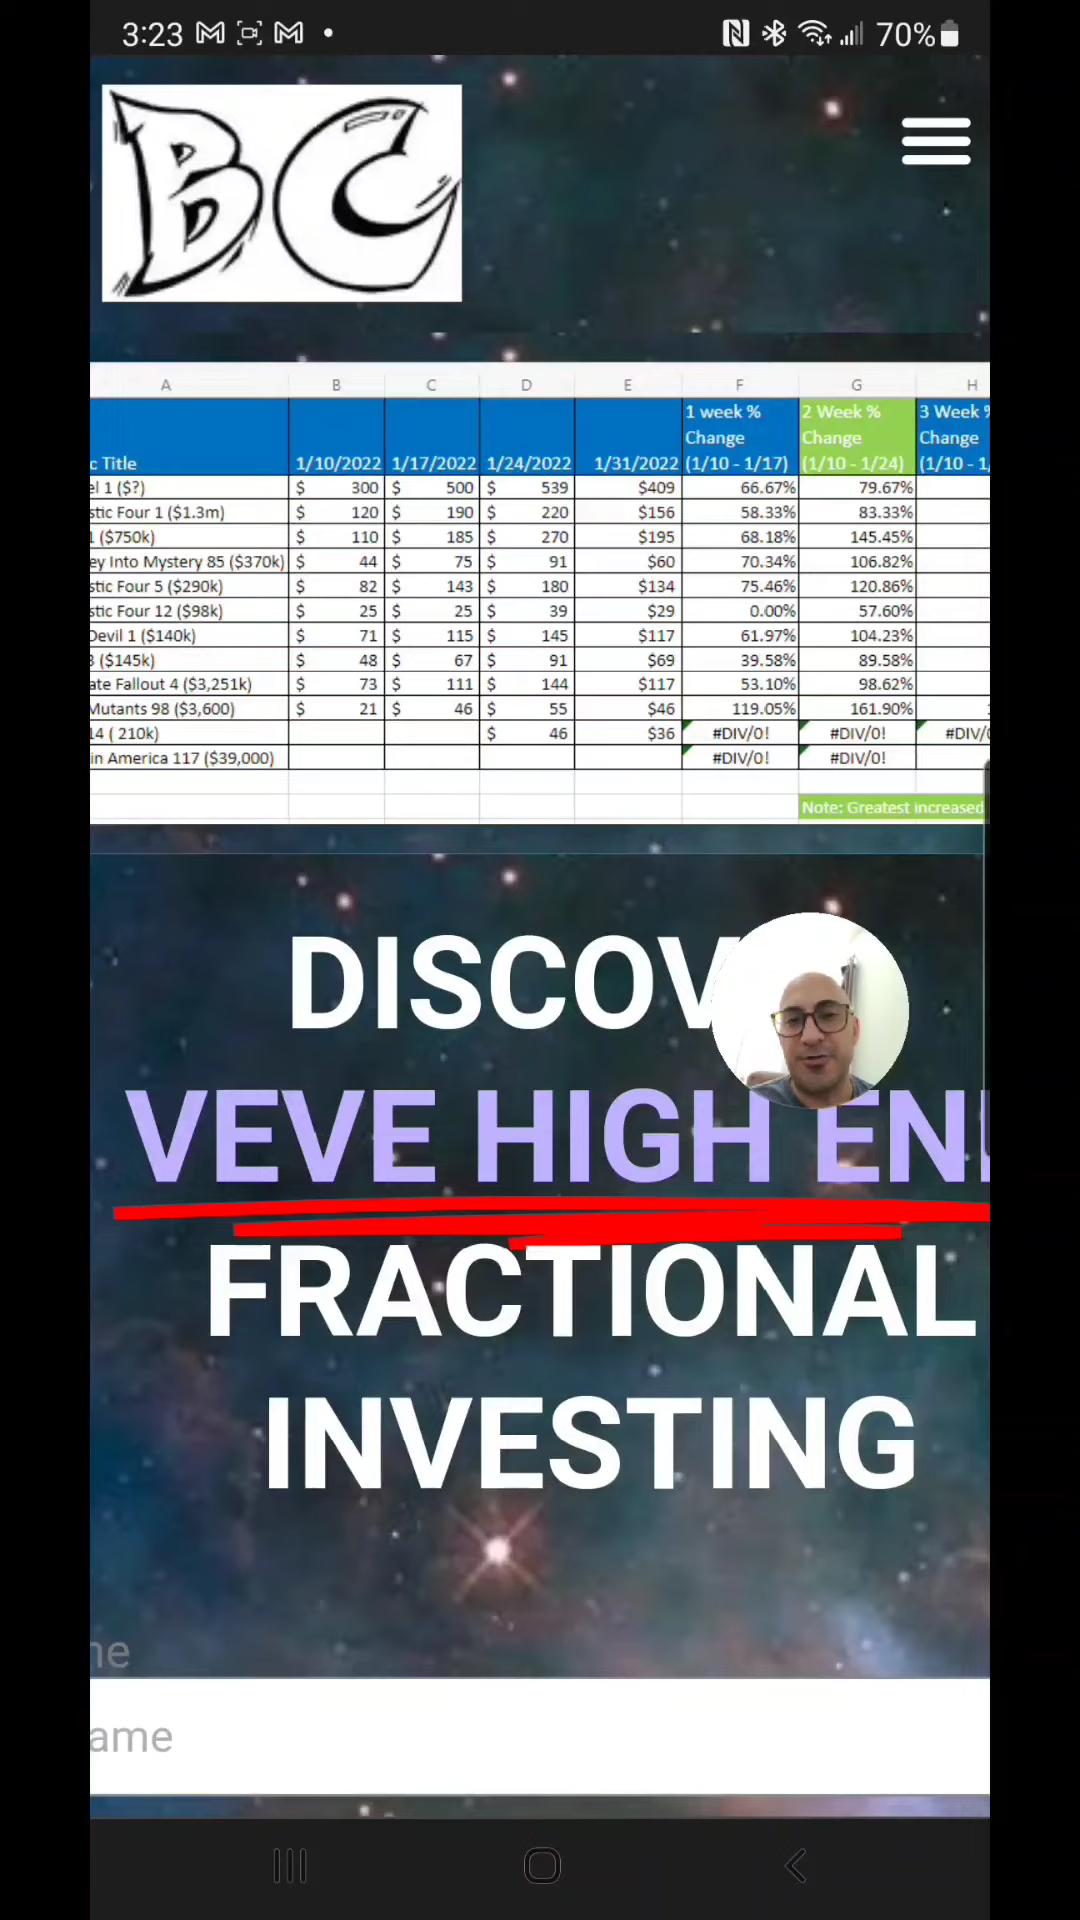 3:23 70%
BC
A B C D E F G H
c Title 1/10/2022 1/17/2022 1/24/2022 1/31/2022 1 week % Change (1/10 - 1/17) 2 Week % Change (1/10 - 1/24) 3 Week % Change (1/10 - 1/
el 1 ($?) $ 300 $ 500 $ 539 $409 66.67% 79.67%
stic Four 1 ($1.3m) $ 120 $ 190 $ 220 $156 58.33% 83.33%
1 ($750k) $ 110 $ 185 $ 270 $195 68.18% 145.45%
ey Into Mystery 85 ($370k) $ 44 $ 75 $ 91 $60 70.34% 106.82%
stic Four 5 ($290k) $ 82 $ 143 $ 180 $134 75.46% 120.86%
stic Four 12 ($98k) $ 25 $ 25 $ 39 $29 0.00% 57.60%
Devil 1 ($140k) $ 71 $ 115 $ 145 $117 61.97% 104.23%
3 ($145k) $ 48 $ 67 $ 91 $69 39.58% 89.58%
ate Fallout 4 ($3,251k) $ 73 $ 111 $ 144 $117 53.10% 98.62%
Mutants 98 ($3,600) $ 21 $ 46 $ 55 $46 119.05% 161.90%
14 ( 210k) $ 46 $36 #DIV/0! #DIV/0! #DIV/0
in America 117 ($39,000) #DIV/0! #DIV/0!
Note: Greatest increased
DISCOV
VEVE HIGH EN
FRACTIONAL
INVESTING
me
ame